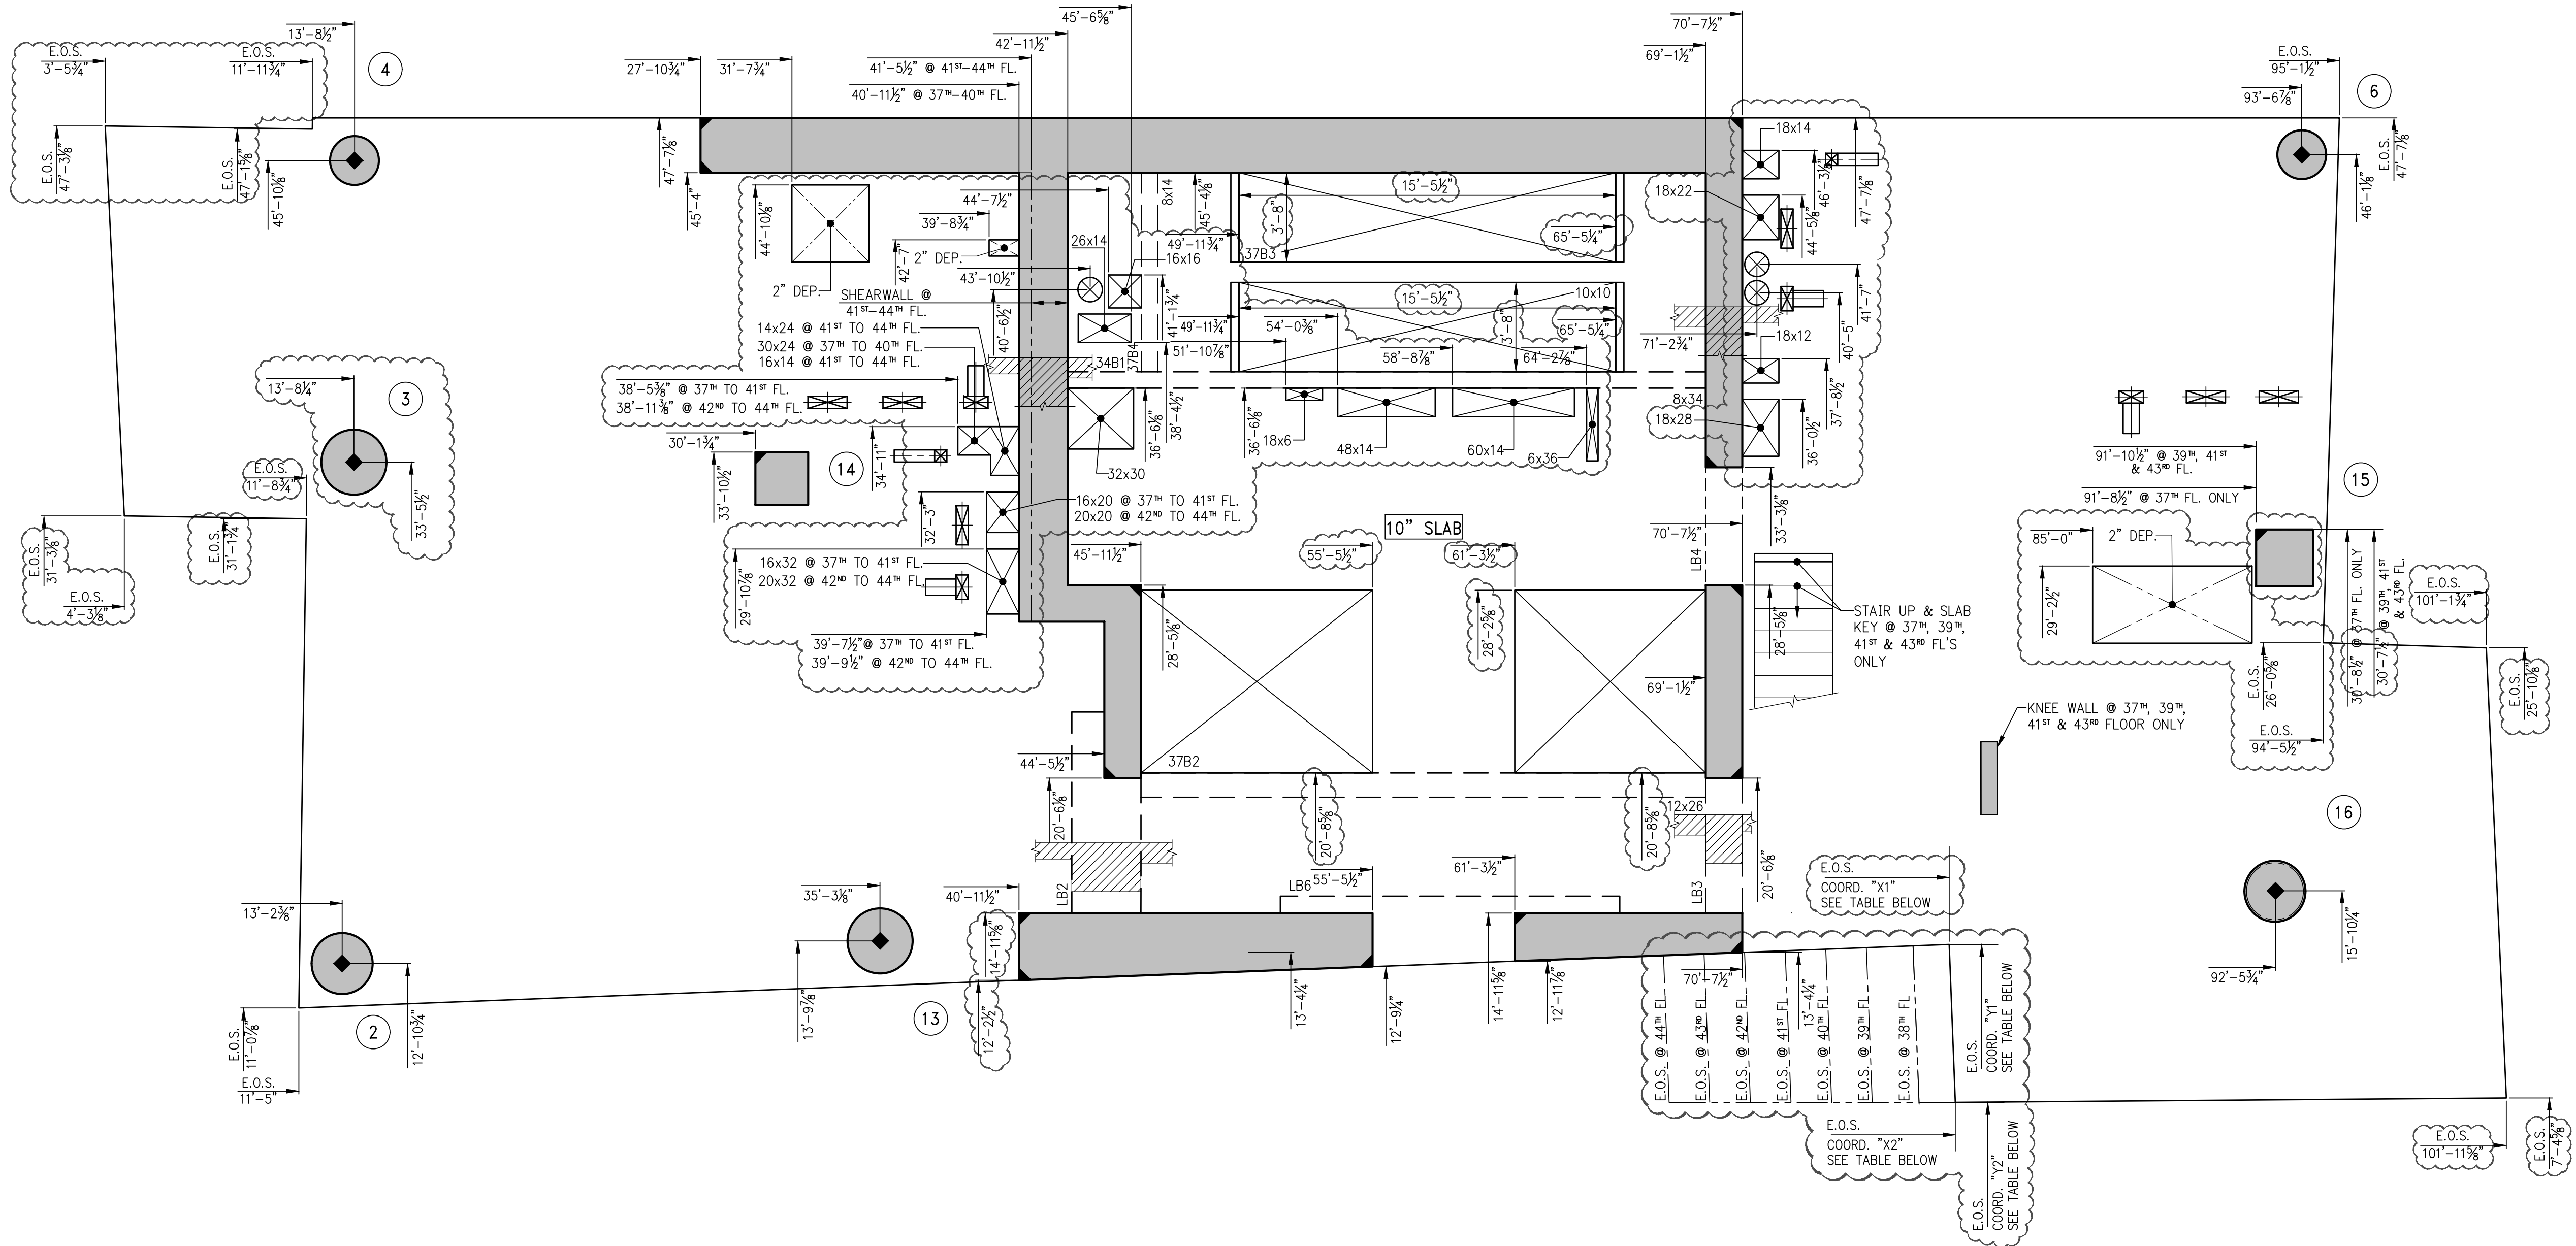 45'-6⅝"
13'-8½"
70'-7½"
42'-11½"
E.O.S.
3'-5¾"
E.O.S.
11'-11¾"
4
27'-10¾"
31'-7¾"
41'-5½" @ 41ST-44TH FL.
40'-11½" @ 37TH-40TH FL.
69'-1½"
E.O.S.
95'-1½"
93'-6⅞"
6
E.O.S.
47'-3⅛"
E.O.S.
47'-1⅝"
45'-10⅛"
47'-7⅛"
45'-4"
44'-10⅛"
2" DEP.
44'-7½"
39'-8¾"
2" DEP.
42'-7"
43'-10½"
26x14
16x16
8x14
45'-4⅛"
49'-11¾"
3'-8"
15'-5½"
65'-5¼"
37B3
18x14
18x22
46'-3⅛"
47'-7⅞"
44'-5⅛"
46'-1⅛"
E.O.S.
47'-7⅞"
SHEARWALL @
41ST-44TH FL.
14x24 @ 41ST TO 44TH FL.
30x24 @ 37TH TO 40TH FL.
16x14 @ 41ST TO 44TH FL.
40'-6½"
41'-1¾"
37B4
34B1
38'-4½"
36'-6⅛"
49'-11¾"
15'-5½"
10x10
54'-0⅜"
3'-8"
65'-5¼"
51'-10⅞"
58'-8⅞"
64'-2⅞"
71'-2¾"
18x12
41'-7"
40'-5"
37'-8½"
8x34
18x28
36'-0½"
36'-6⅛"
18x6
48x14
60x14
6x36
32x30
38'-5⅜" @ 37TH TO 41ST FL.
38'-11⅜" @ 42ND TO 44TH FL.
13'-8¼"
3
33'-5½"
30'-1¾"
33'-10½"
14
34'-11"
E.O.S.
11'-8¾"
E.O.S.
31'-3⅛"
E.O.S.
31'-1¾"
E.O.S.
4'-3⅛"
16x20 @ 37TH TO 41ST FL.
20x20 @ 42ND TO 44TH FL.
32'-3"
16x32 @ 37TH TO 41ST FL.
20x32 @ 42ND TO 44TH FL.
29'-10⅞"
39'-7½"@ 37TH TO 41ST FL.
39'-9½" @ 42ND TO 44TH FL.
10" SLAB
45'-11½"
55'-5½"
61'-3½"
70'-7½"
33'-3⅛"
LB4
28'-5⅛"
28'-2⅝"
28'-5⅛"
69'-1½"
STAIR UP & SLAB
KEY @ 37TH, 39TH,
41ST & 43RD FL'S
ONLY
91'-10½" @ 39TH, 41ST
& 43RD FL.
91'-8½" @ 37TH FL. ONLY
15
85'-0"
2" DEP.
29'-2½"
30'-8½" @ 37TH FL. ONLY
30'-7½" @ 39TH, 41ST
& 43RD FL.
E.O.S.
101'-1¾"
E.O.S.
26'-0⅝"
E.O.S.
25'-10⅛"
E.O.S.
94'-5½"
KNEE WALL @ 37TH, 39TH,
41ST & 43RD FLOOR ONLY
16
44'-5½"
37B2
20'-6⅛"
20'-8⅝"
20'-8⅝"
12x26
20'-6⅛"
LB2
LB6
LB3
55'-5½"
61'-3½"
13'-2⅜"
35'-3⅛"
40'-11½"
14'-11⅝"
12'-2½"
13'-9⅞"
13
2
12'-10¾"
E.O.S.
11'-0⅞"
E.O.S.
11'-5"
13'-4¼"
12'-9¼"
14'-11⅝"
12'-11⅞"
70'-7½"
13'-4¼"
E.O.S.
COORD. "X1"
SEE TABLE BELOW
E.O.S. @ 44TH FL
E.O.S. @ 43RD FL
E.O.S. @ 42ND FL
E.O.S. @ 41ST FL
E.O.S. @ 40TH FL
E.O.S. @ 39TH FL
E.O.S. @ 38TH FL
E.O.S.
COORD. "Y1"
SEE TABLE BELOW
E.O.S.
COORD. "X2"
SEE TABLE BELOW
E.O.S.
COORD. "Y2"
SEE TABLE BELOW
92'-5¾"
15'-10¼"
E.O.S.
101'-11⅝"
E.O.S.
7'-4⅝"